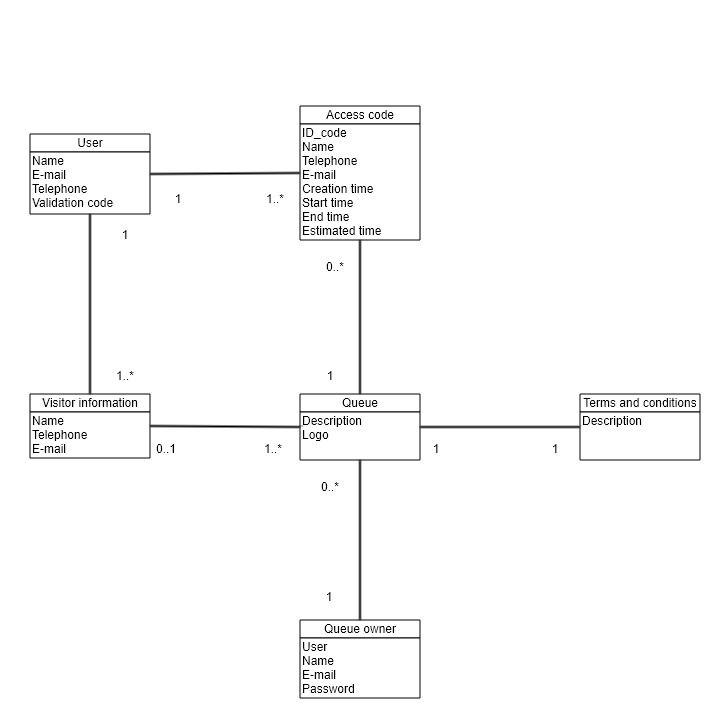 Access code
ID_code
Name
Telephone
E-mail
Creation time
Start time
End time
Estimated time
User
Name
E-mail
Telephone
Validation code
1
1..*
1
0..*
1..*
1
Visitor information
Name
Telephone
E-mail
Queue
Description
Logo
Terms and conditions
Description
0..1
1..*
1
1
0..*
1
Queue owner
User
Name
E-mail
Password